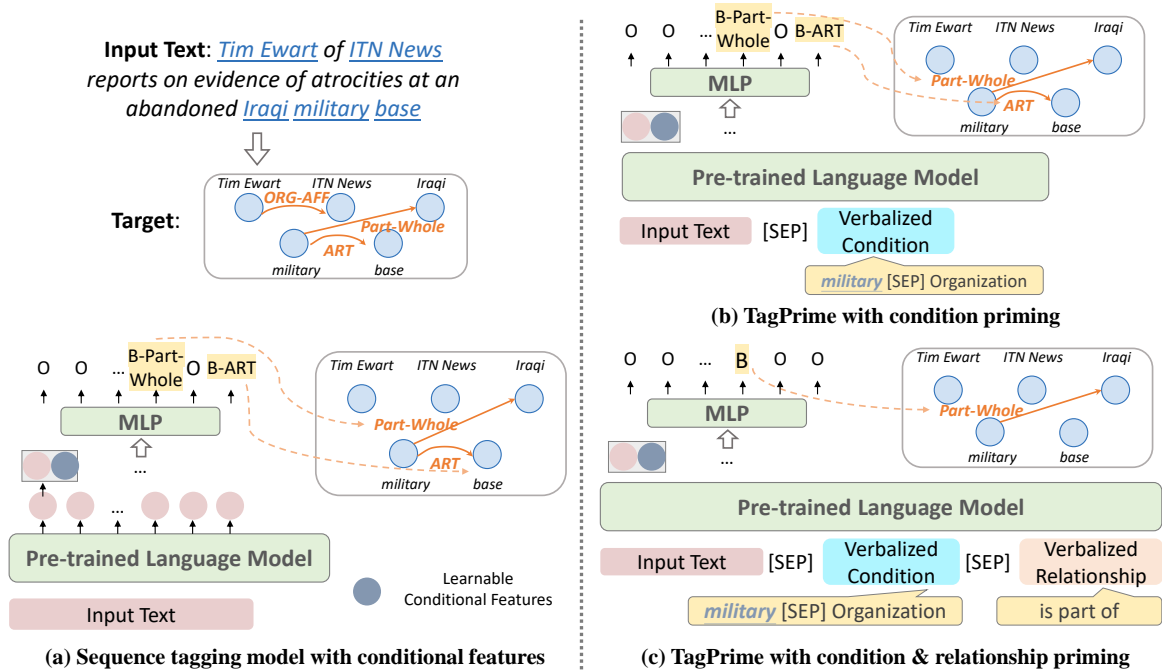 Input Text: Tim Ewart of ITN News
reports on evidence of atrocities at an
abandoned Iraqi military base
Target:
Tim Ewart ITN News Iraqi
ORG-AFF
Part-Whole
ART
military base
O O ... B-Part-Whole O B-ART
MLP
...
...
Pre-trained Language Model
Input Text
Learnable
Conditional Features
Tim Ewart ITN News Iraqi
Part-Whole
ART
military base
(a) Sequence tagging model with conditional features
O O ... B-Part-Whole O B-ART
MLP
...
Tim Ewart ITN News Iraqi
Part-Whole
ART
military base
Pre-trained Language Model
Input Text [SEP] Verbalized
Condition
military [SEP] Organization
(b) TagPrime with condition priming
O O ... B O O
MLP
...
Tim Ewart ITN News Iraqi
Part-Whole
military base
Pre-trained Language Model
Input Text [SEP] Verbalized
Condition [SEP] Verbalized
Relationship
military [SEP] Organization
is part of
(c) TagPrime with condition & relationship priming